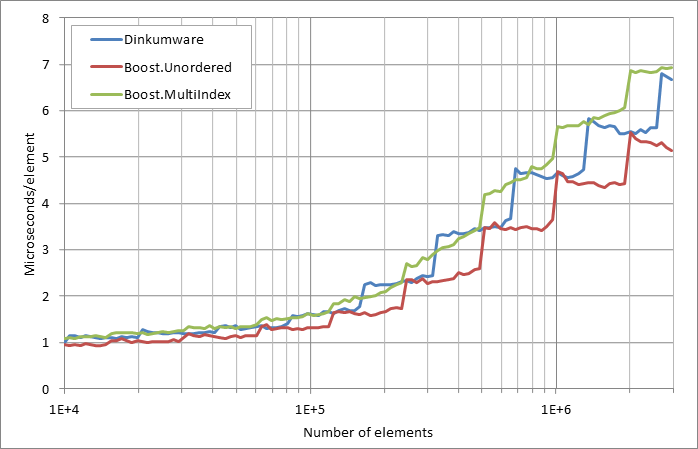 Dinkumware
Boost.Unordered
Boost.MultiIndex
Microseconds/element
8
7
6
5
4
3
2
1
0
1E+4
1E+5
1E+6
Number of elements